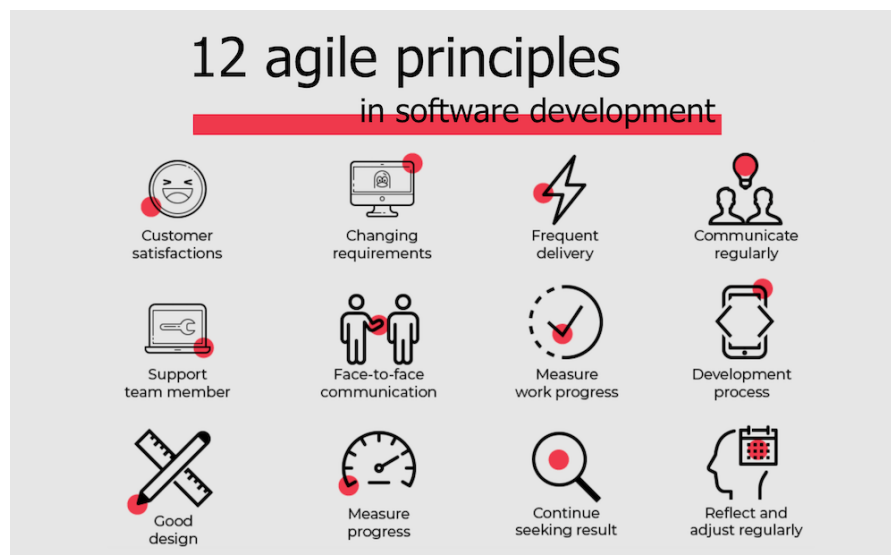 12 agile principles
in software development
Customer
satisfactions
Changing
requirements
Frequent
delivery
Communicate
regularly
Support
team member
Face-to-face
communication
Measure
work progress
Development
process
Good
design
Measure
progress
Continue
seeking result
Reflect and
adjust regularly